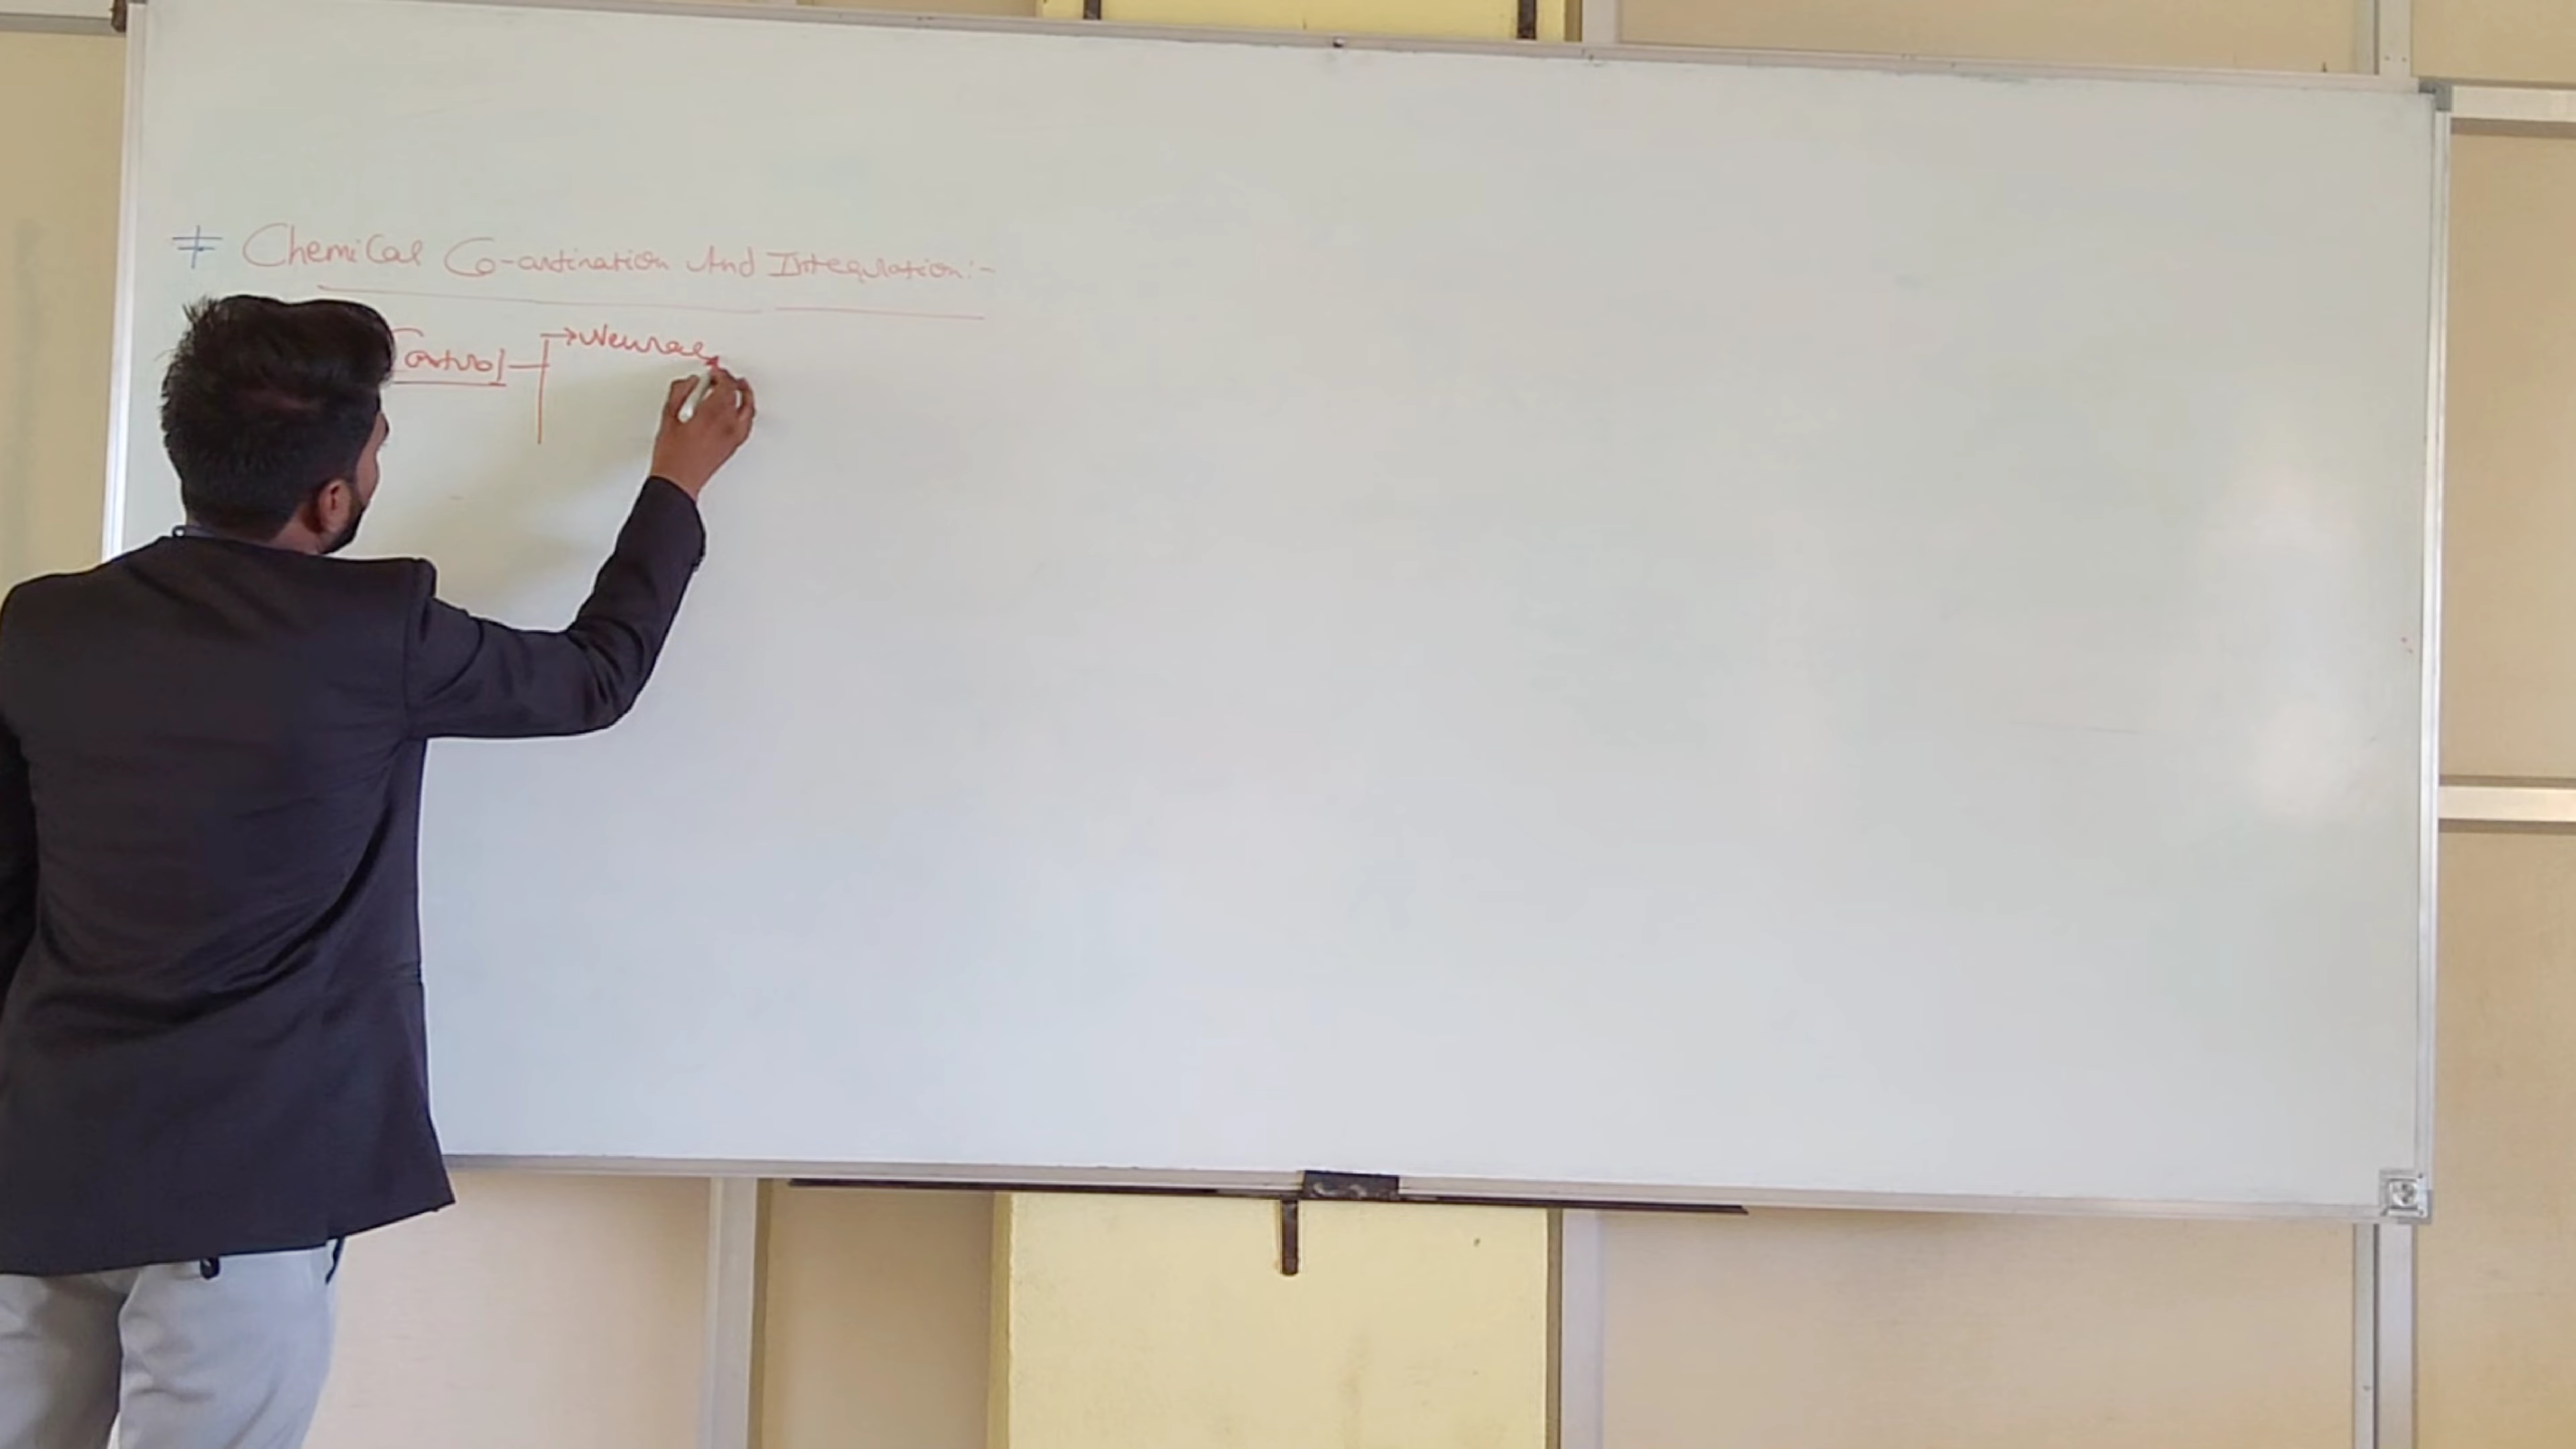 # Chemical Co-ordination And Integration:-
Control → Neural